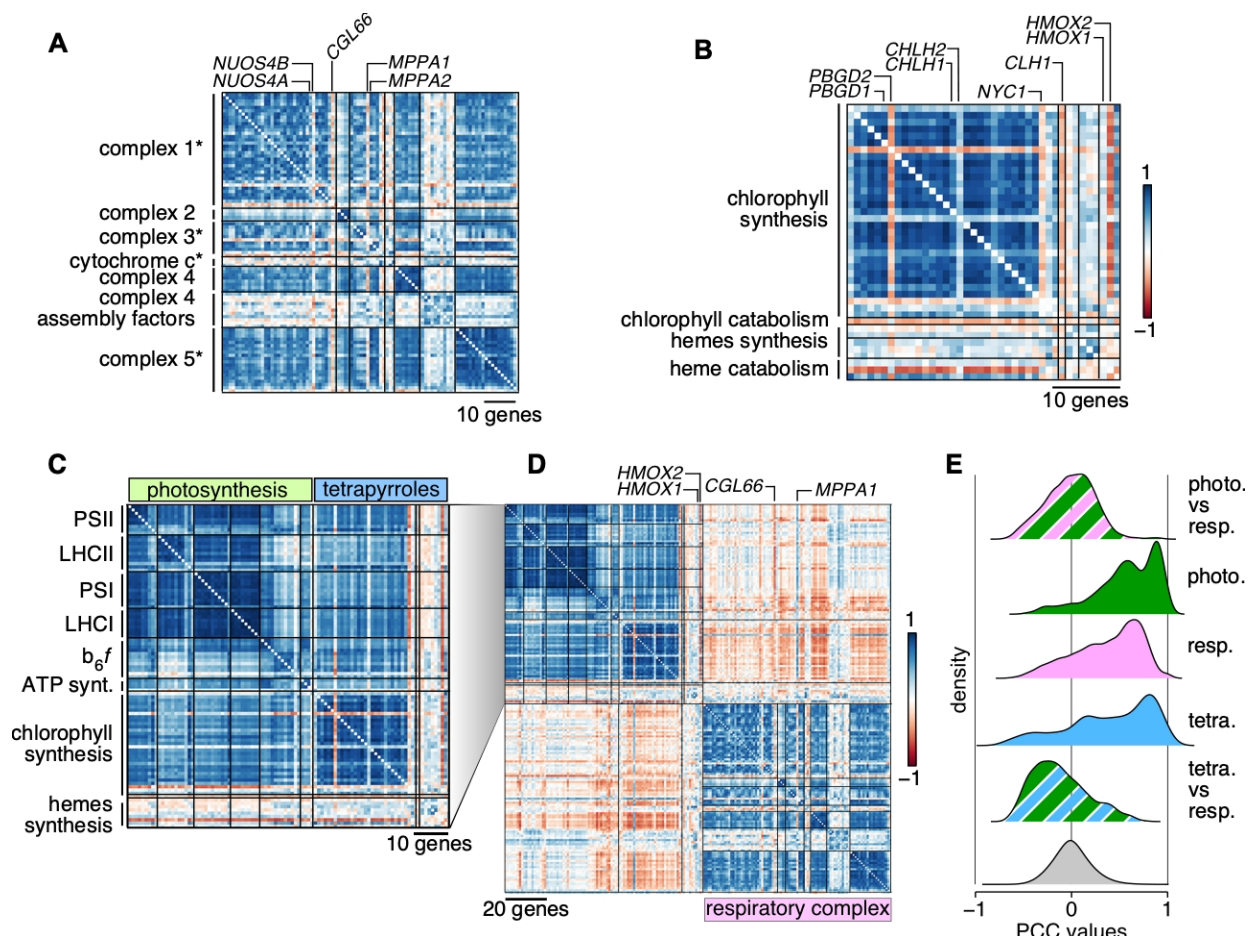 A
NUOS4B
NUOS4A
CGL66
MPPA1
MPPA2
complex 1*
complex 2
complex 3*
cytochrome c*
complex 4
complex 4
assembly factors
complex 5*
10 genes
B
PBGD2
PBGD1
CHLH2
CHLH1
NYC1
CLH1
HMOX2
HMOX1
chlorophyll
synthesis
chlorophyll catabolism
hemes synthesis
heme catabolism
10 genes
1
−1
C
photosynthesis
tetrapyrroles
PSII
LHCII
PSI
LHCI
b6f
ATP synt.
chlorophyll
synthesis
hemes
synthesis
10 genes
D
HMOX2
HMOX1
CGL66
MPPA1
20 genes
respiratory complex
1
−1
E
density
photo.
vs
resp.
photo.
resp.
tetra.
tetra.
vs
resp.
−1 0 1
PCC values